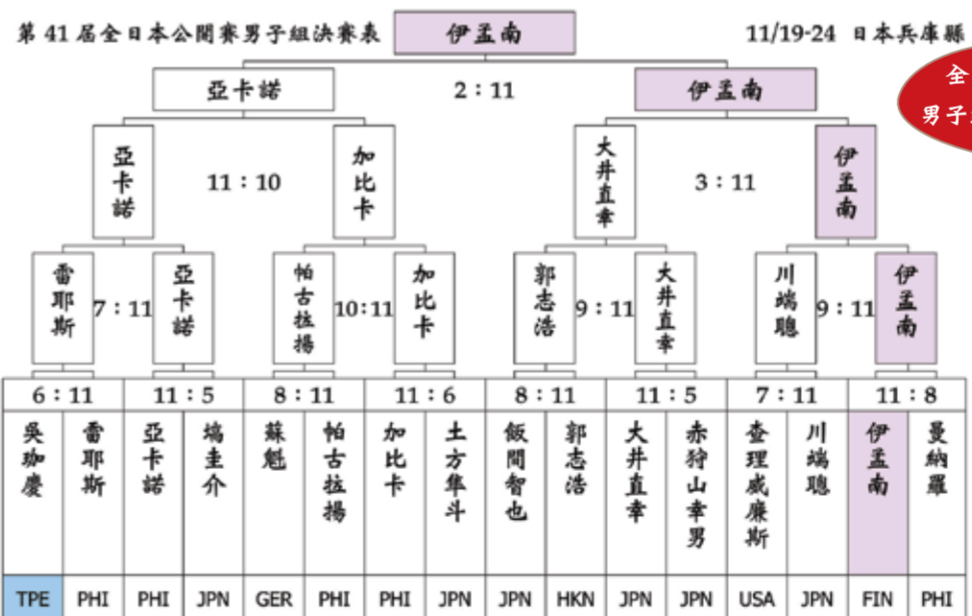 第 41 屆全日本公開賽男子組決賽表
伊孟南
11/19-24 日本兵庫縣
亞卡諾
2：11
伊孟南
全
男子
亞卡諾
11：10
加比卡
大井直幸
3：11
伊孟南
雷耶斯
7：11
亞卡諾
帕古拉揚
10：11
加比卡
郭志浩
9：11
大井直幸
川端聰
9：11
伊孟南
6：11
11：5
8：11
11：6
8：11
11：5
7：11
11：8
吳珈慶
雷耶斯
亞卡諾
塙圭介
蘇魁
帕古拉揚
加比卡
土方隼斗
飯間智也
郭志浩
大井直幸
赤狩山幸男
查理威廉斯
川端聰
伊孟南
曼納羅
TPE
PHI
PHI
JPN
GER
PHI
PHI
JPN
JPN
HKN
JPN
JPN
USA
JPN
FIN
PHI